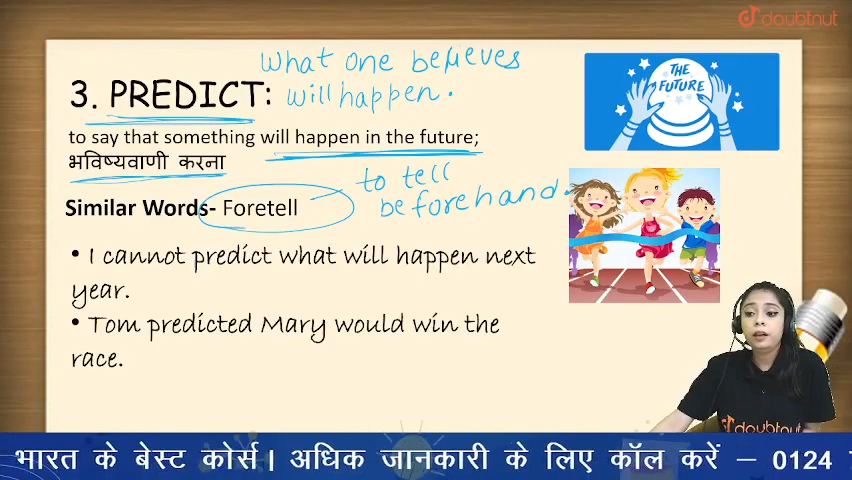 doubtnut
what one believes
3. PREDICT: will happen.
to say that something will happen in the future;
भविष्यवाणी करना
to tell
Similar Words- Foretell beforehand.
• I cannot predict what will happen next
year.
• Tom predicted Mary would win the
race.
THE
FUTURE
doubtnut
भारत के बेस्ट कोर्स। अधिक जानकारी के लिए कॉल करें – 0124